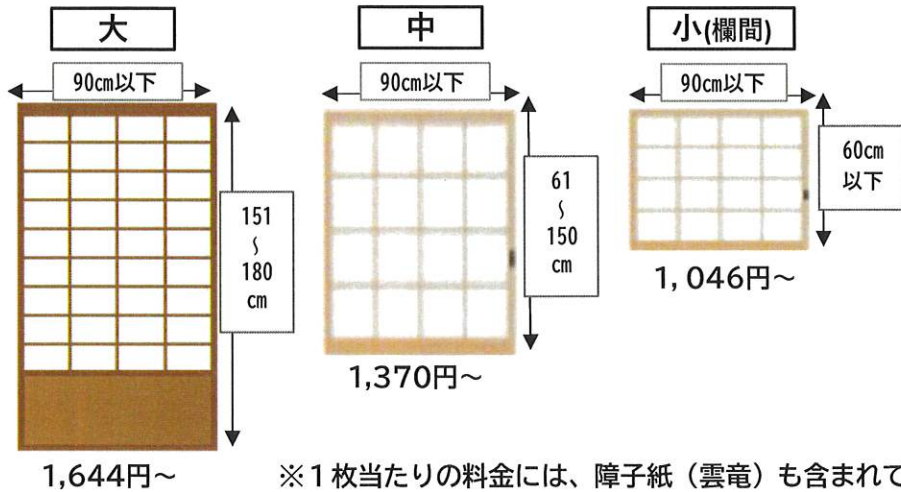 大
90cm以下
151
〜
180
cm
1,644円〜
中
90cm以下
61
〜
150
cm
1,370円〜
小(欄間)
90cm以下
60cm
以下
1,046円〜
※１枚当たりの料金には、障子紙（雲竜）も含まれて